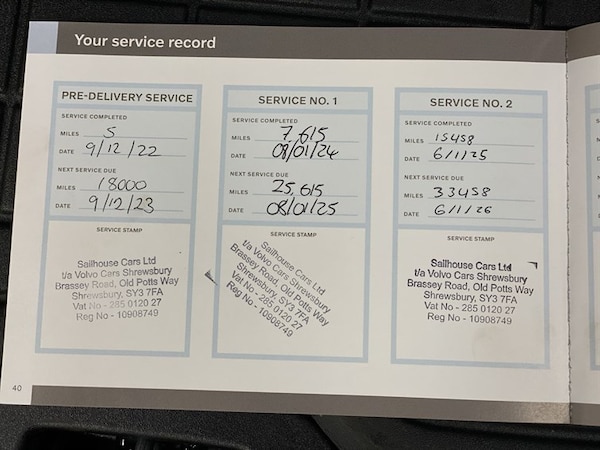 Your service record
PRE-DELIVERY SERVICE
SERVICE COMPLETED
MILES 5
DATE 9/12/22
NEXT SERVICE DUE
MILES 18000
DATE 9/12/23
SERVICE STAMP
Sailhouse Cars Ltd
t/a Volvo Cars Shrewsbury
Brassey Road, Old Potts Way
Shrewsbury, SY3 7FA
Vat No - 285 0120 27
Reg No - 10908749
SERVICE NO. 1
SERVICE COMPLETED
MILES 7,615
DATE 08/01/24
NEXT SERVICE DUE
MILES 25,615
DATE 08/01/25
SERVICE STAMP
Sailhouse Cars Ltd
t/a Volvo Cars Shrewsbury
Brassey Road, Old Potts Way
Shrewsbury, SY3 7FA
Vat No - 285 0120 27
Reg No - 10908749
SERVICE NO. 2
SERVICE COMPLETED
MILES 15458
DATE 6/1/25
NEXT SERVICE DUE
MILES 33458
DATE 6/1/26
SERVICE STAMP
Sailhouse Cars Ltd
t/a Volvo Cars Shrewsbury
Brassey Road, Old Potts Way
Shrewsbury, SY3 7FA
Vat No - 285 0120 27
Reg No - 10908749
40